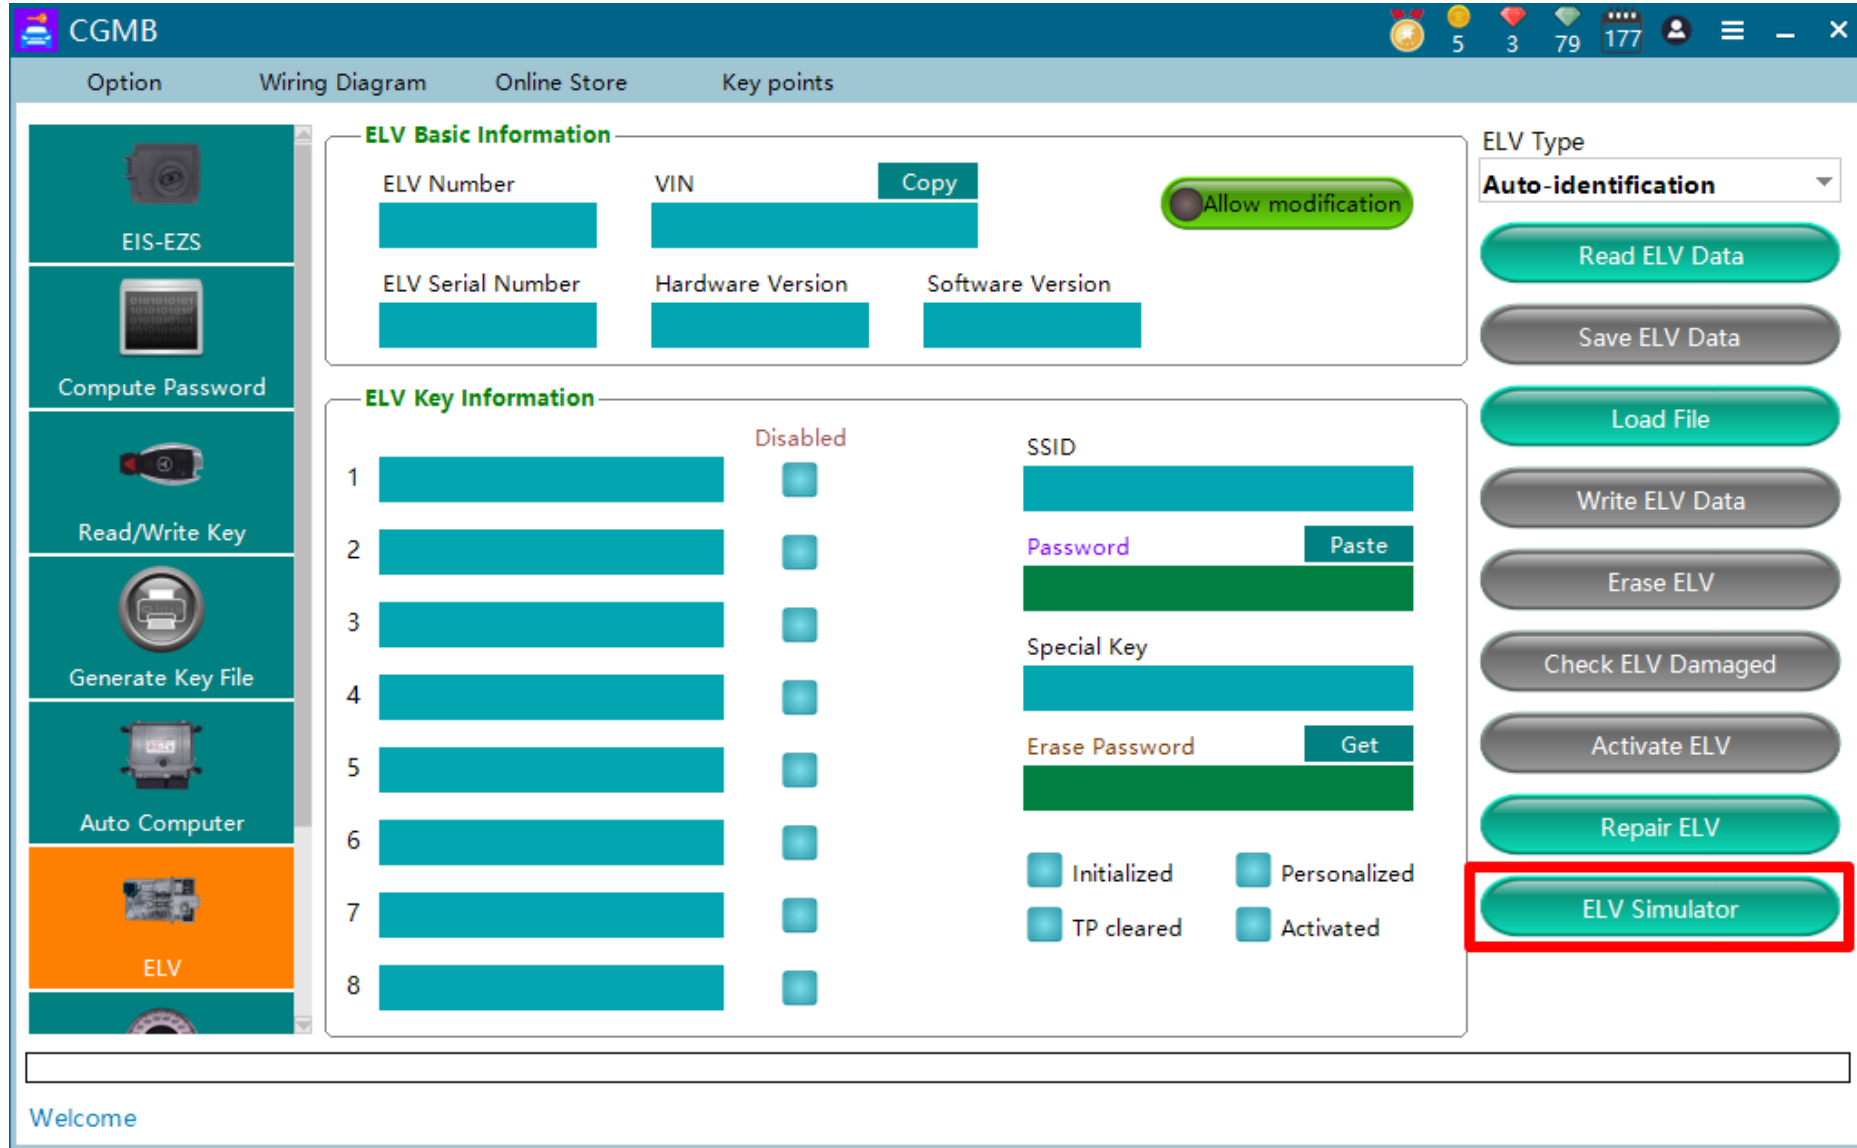 CGMB
5
3
79
177
Option
Wiring Diagram
Online Store
Key points
EIS-EZS
Compute Password
Read/Write Key
Generate Key File
Auto Computer
ELV
ELV Basic Information
ELV Number
VIN
Copy
Allow modification
ELV Serial Number
Hardware Version
Software Version
ELV Key Information
Disabled
1
2
3
4
5
6
7
8
SSID
Password
Paste
Special Key
Erase Password
Get
Initialized
Personalized
TP cleared
Activated
ELV Type
Auto-identification
Read ELV Data
Save ELV Data
Load File
Write ELV Data
Erase ELV
Check ELV Damaged
Activate ELV
Repair ELV
ELV Simulator
Welcome